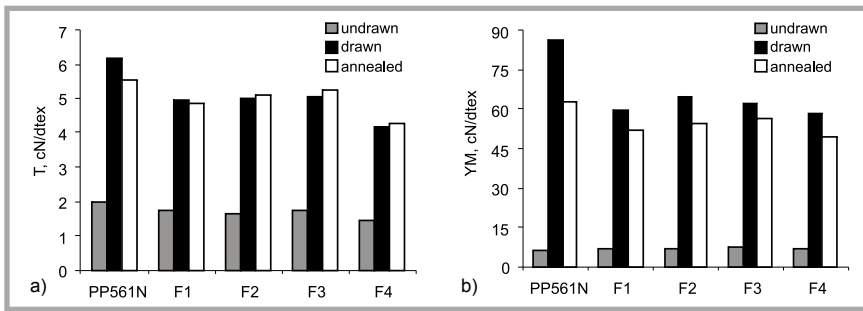 7
6
5
4
3
2
1
0
T, cN/dtex
undrawn
drawn
annealed
PP561N F1 F2 F3 F4
a)
90
75
60
45
30
15
0
YM, cN/dtex
undrawn
drawn
annealed
PP561N F1 F2 F3 F4
b)